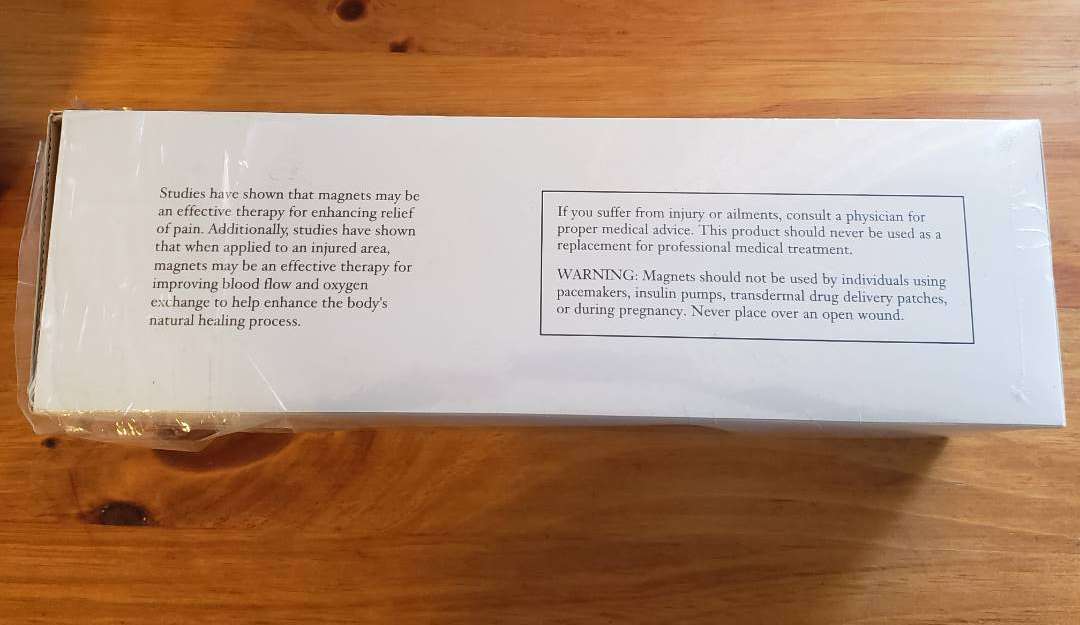 Studies have shown that magnets may be
an effective therapy for enhancing relief
of pain. Additionally, studies have shown
that when applied to an injured area,
magnets may be an effective therapy for
improving blood flow and oxygen
exchange to help enhance the body's
natural healing process.
If you suffer from injury or ailments, consult a physician for
proper medical advice. This product should never be used as a
replacement for professional medical treatment.
WARNING: Magnets should not be used by individuals using
pacemakers, insulin pumps, transdermal drug delivery patches,
or during pregnancy. Never place over an open wound.